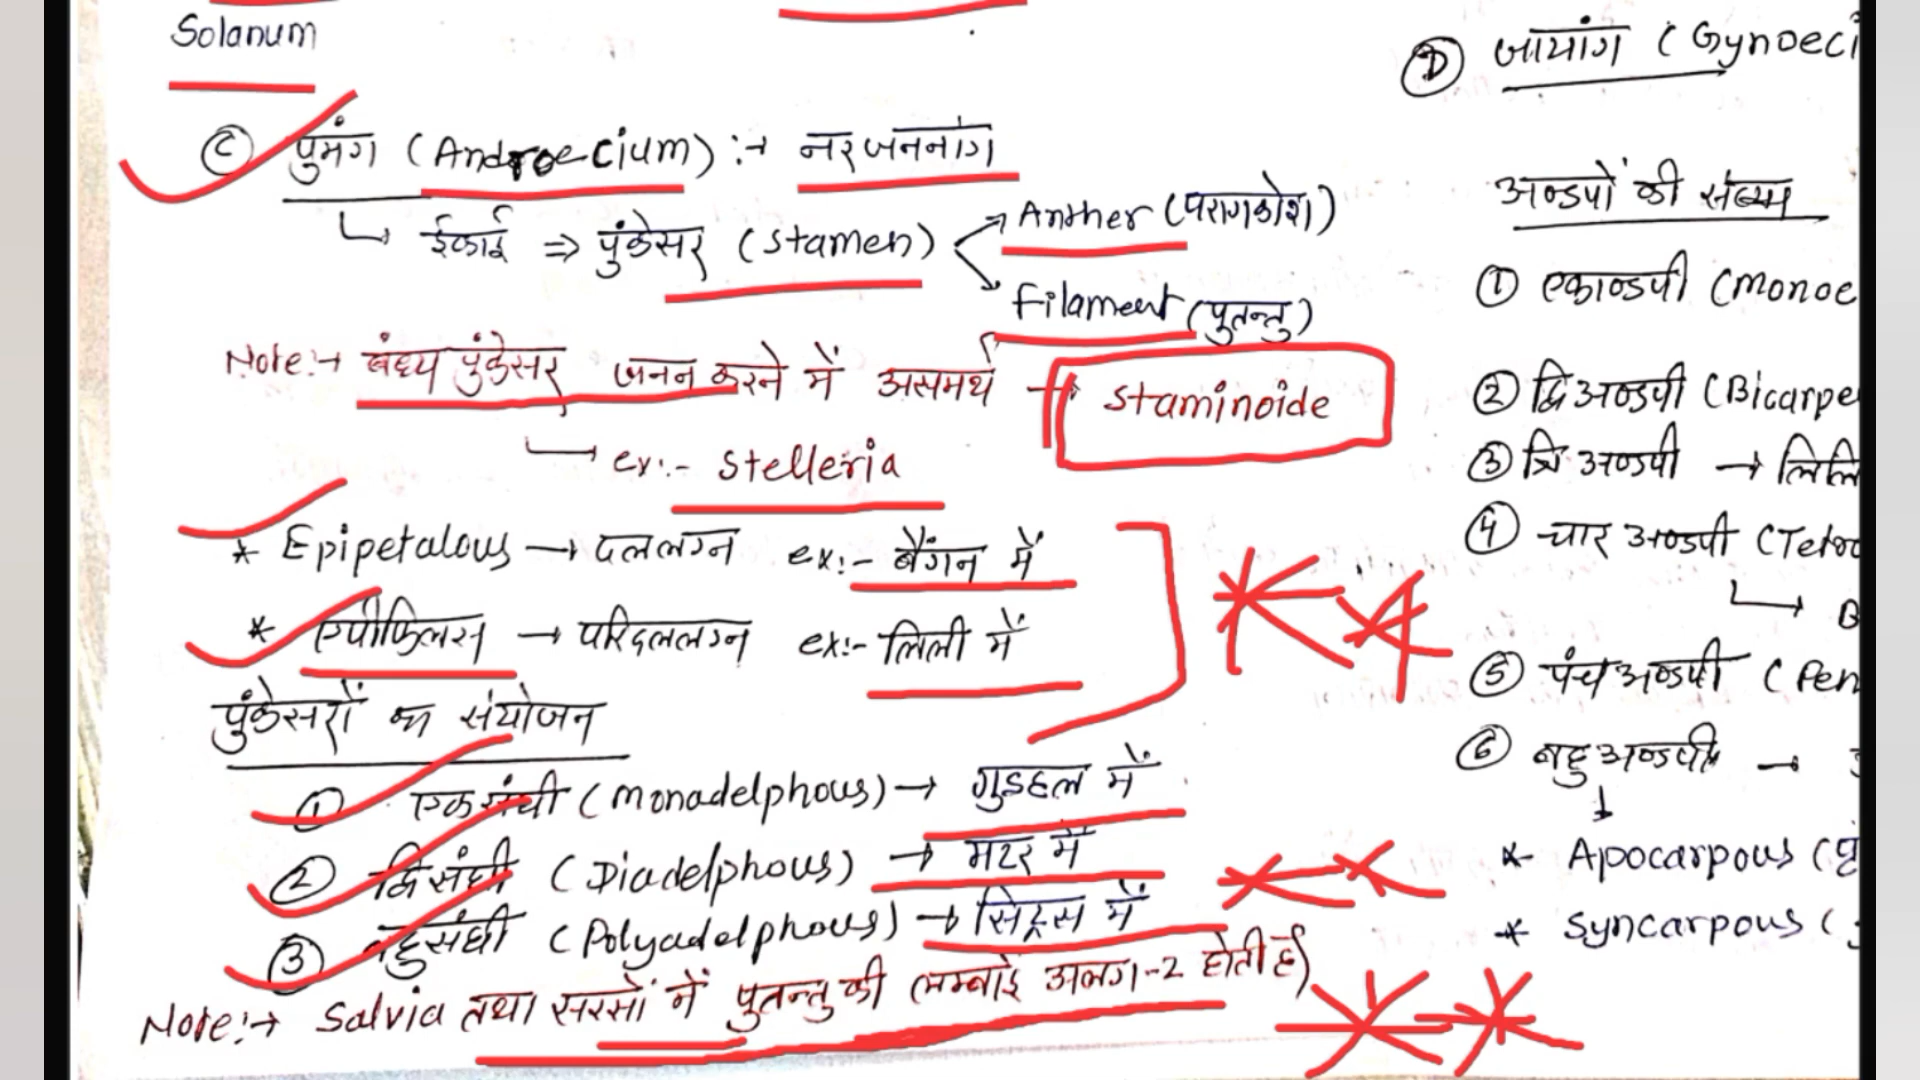 Solanum
Ⓒ पुमंग (Androecium) :→ नर जननांग
↳ ईकाई ⇒ पुंकेसर (Stamen)
Anther (परागकोश)
Filament (पुतन्तु)
Note:→ बंध्य पुंकेसर जनन करने में असमर्थ → Staminoide
↳ ex:- Stelleria
* Epipetalous → दललग्न ex:- बैंगन में
* एपीफिलस → परिदललग्न ex:- लिली में
पुंकेसरों का संयोजन
① एकसंघी (Monadelphous) → गुडहल में
② द्विसंघी (Diadelphous) → मटर में
③ बहुसंघी (Polyadelphous) → सिट्रस में
Note:→ Salvia तथा सरसों में पुतन्तु की लम्बाई अलग-2 होती है
Ⓓ जायांग (Gynoeci
अण्डपों की संख्या
① एकाण्डपी (Monoc
② द्विअण्डपी (Bicarpe
③ त्रिअण्डपी → लिलि
④ चार अण्डपी (Tetra
↳ B
⑤ पंच अण्डपी (Pen
⑥ बहुअण्डपी →
* Apocarpous (
* Syncarpous (